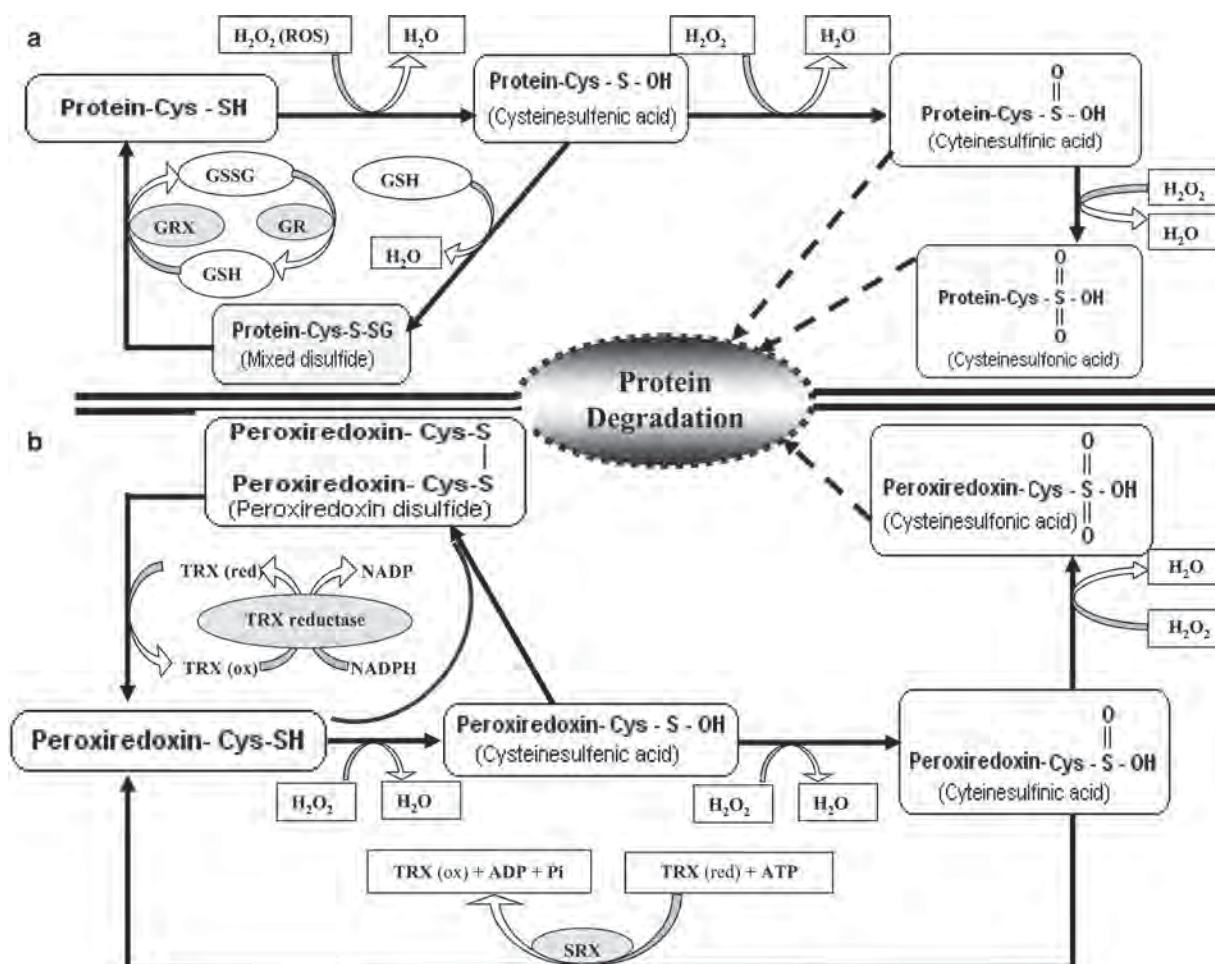 a
H₂O₂ (ROS)
H₂O
H₂O₂
H₂O
Protein-Cys - SH
Protein-Cys - S - OH
(Cysteinesulfenic acid)
O
||
Protein-Cys - S - OH
(Cyteinesulfinic acid)
GSSG
GRX
GR
GSH
GSH
H₂O
H₂O₂
H₂O
Protein-Cys-S-SG
(Mixed disulfide)
O
||
Protein-Cys - S - OH
||
O
(Cysteinesulfonic acid)
Protein
Degradation
b
Peroxiredoxin- Cys-S
|
Peroxiredoxin- Cys-S
(Peroxiredoxin disulfide)
O
||
Peroxiredoxin-Cys - S - OH
(Cysteinesulfonic acid)
||
O
TRX (red)
NADP
TRX reductase
TRX (ox)
NADPH
H₂O
H₂O₂
Peroxiredoxin- Cys-SH
Peroxiredoxin-Cys - S - OH
(Cysteinesulfenic acid)
O
||
Peroxiredoxin-Cys - S - OH
(Cyteinesulfinic acid)
H₂O₂
H₂O
H₂O₂
H₂O
TRX (ox) + ADP + Pi
TRX (red) + ATP
SRX